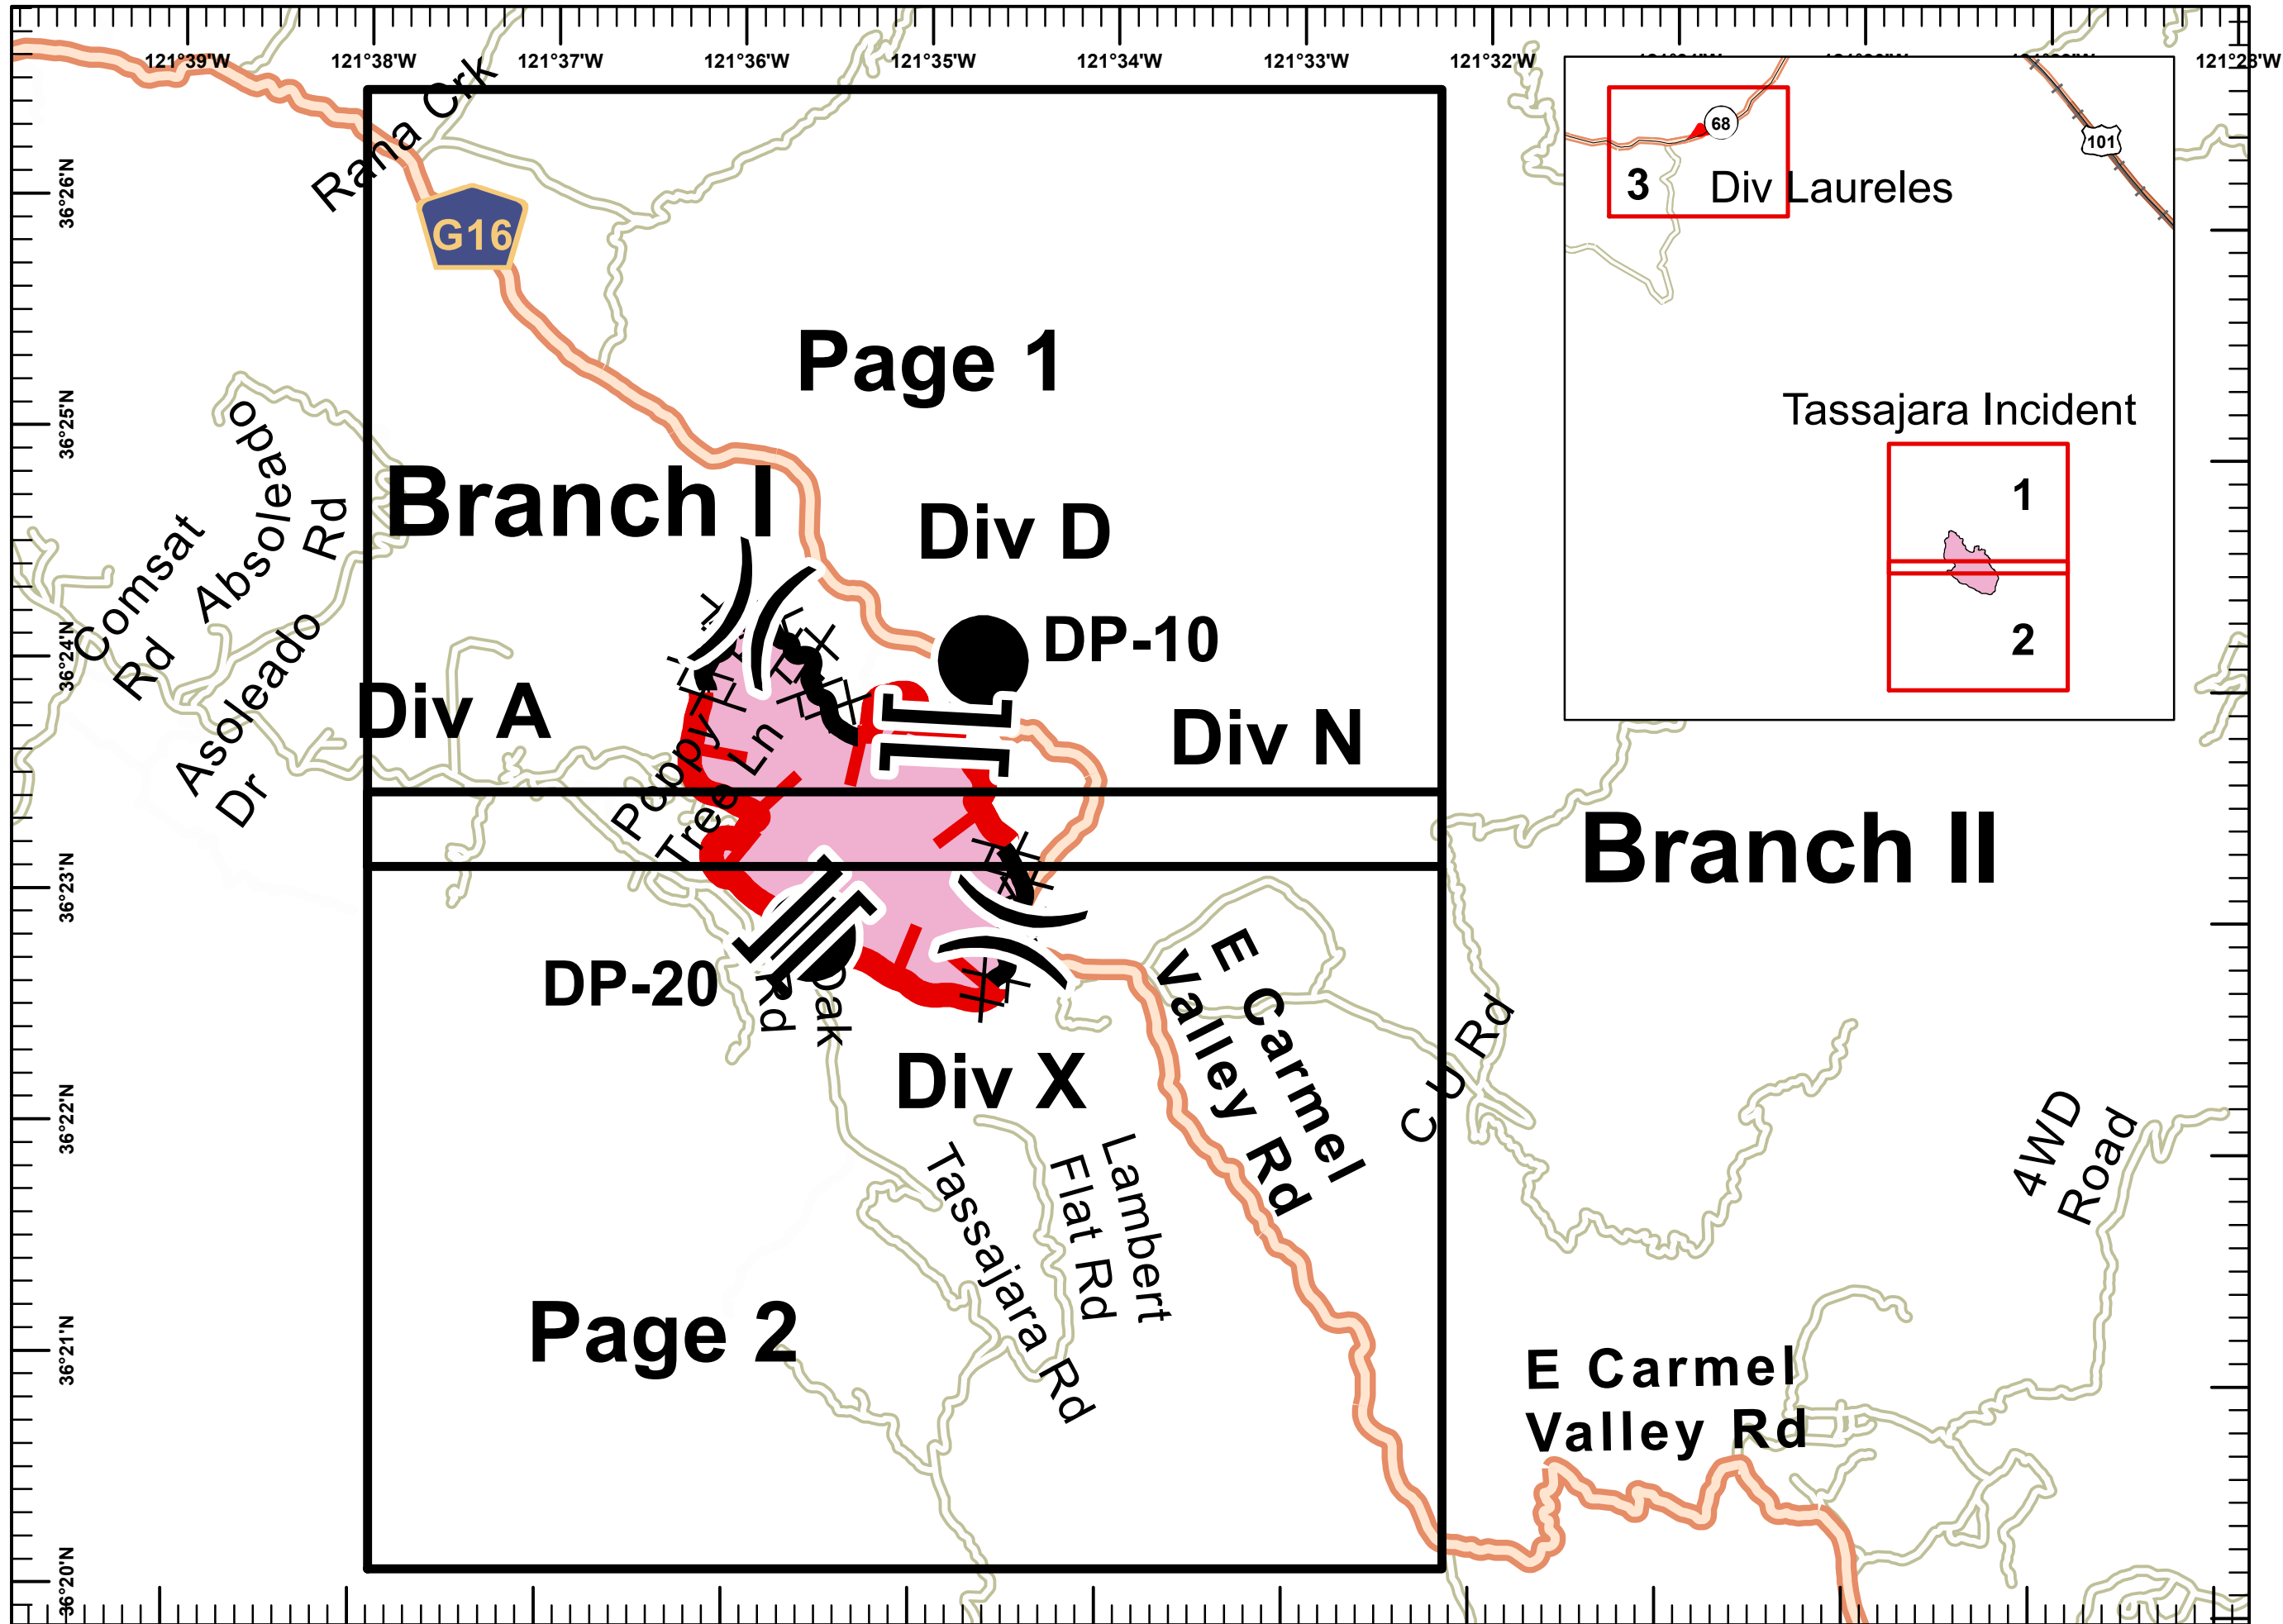 121°39'W
121°38'W
121°37'W
121°36'W
121°35'W
121°34'W
121°33'W
121°32'W
121°28'W
36°26'N
36°25'N
36°24'N
36°23'N
36°22'N
36°21'N
36°20'N
Rana Crk
G16
Page 1
68
101
3
Div Laureles
Tassajara Incident
1
2
Branch I
Div D
DP-10
Absoleado
Rd
Comsat
Rd
Asoleado
Dr
Div A
Div N
Poppy
Tree Ln
Branch II
DP-20
Rd
Oak
Div X
E Carmel
Valley Rd
C U Rd
4WD
Road
Tassajara Rd
Lambert
Flat Rd
Page 2
E Carmel
Valley Rd